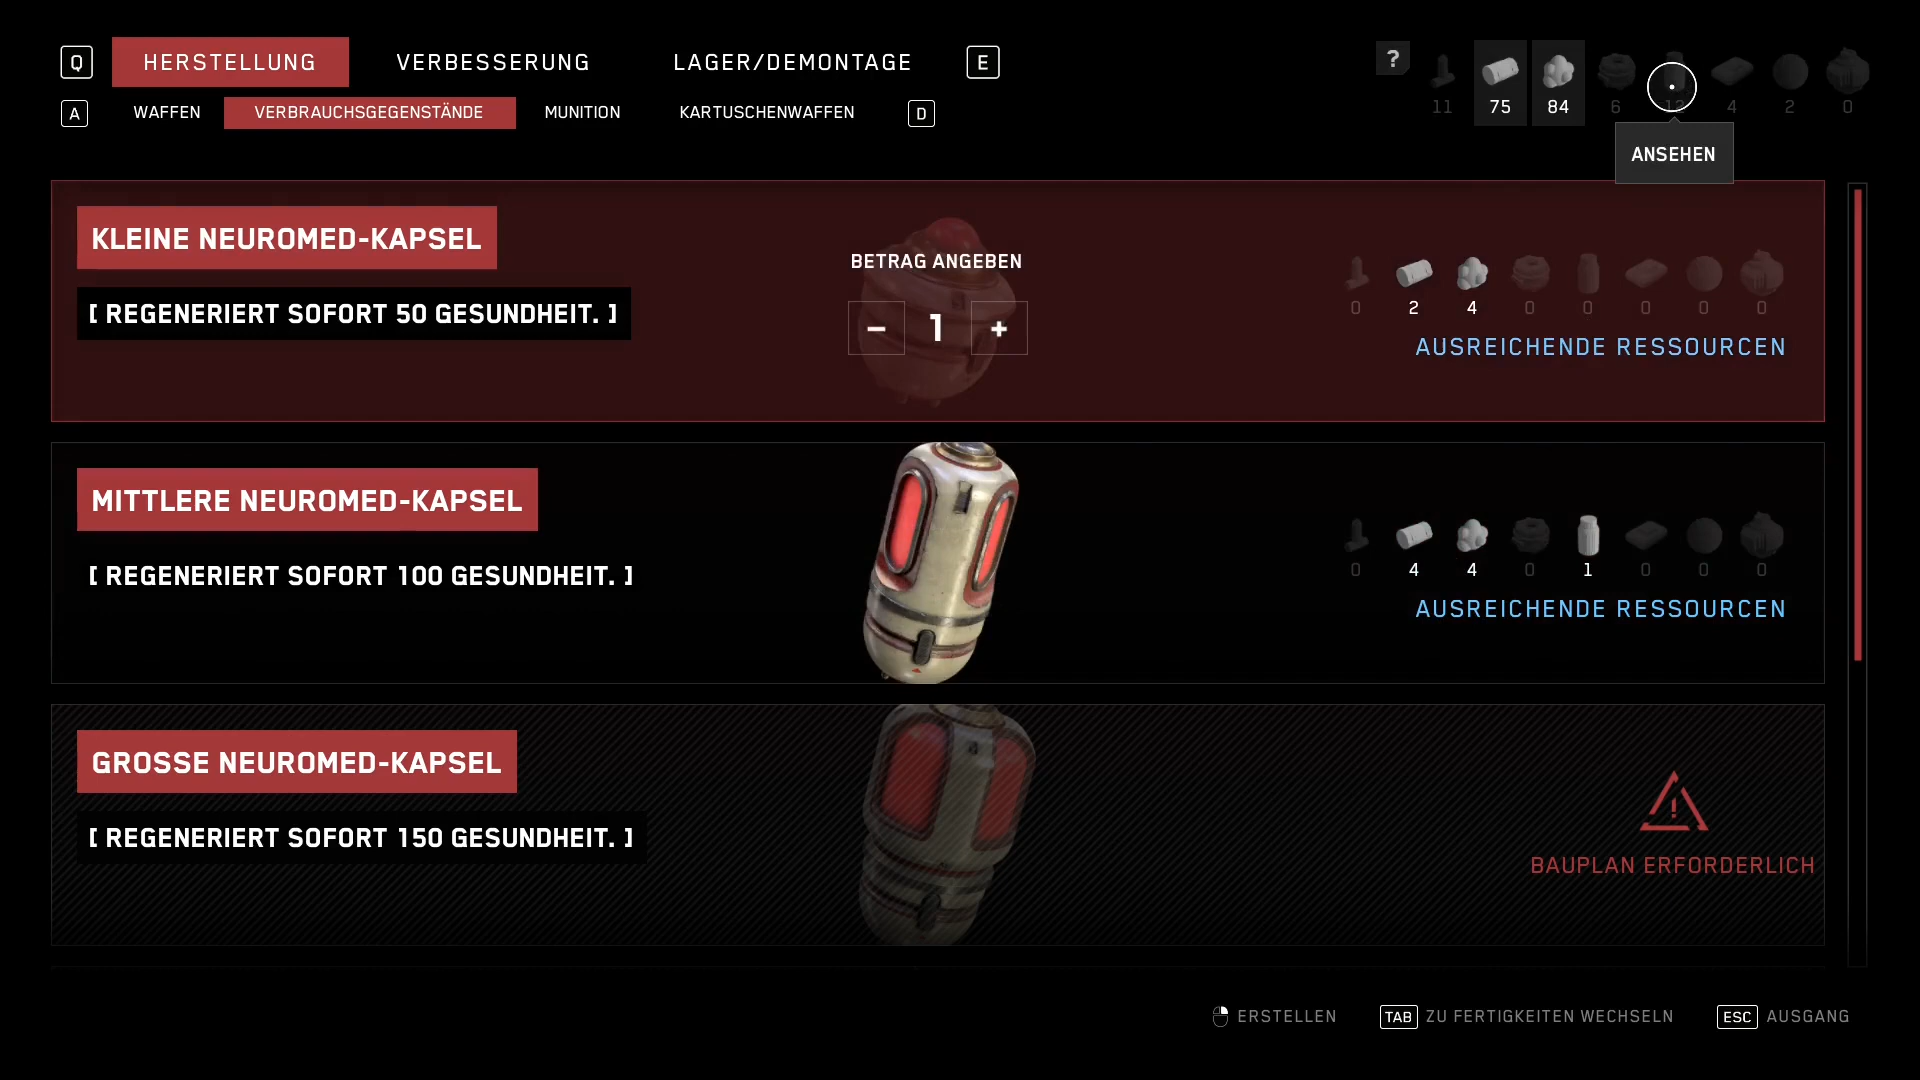 Q HERSTELLUNG VERBESSERUNG LAGER/DEMONTAGE E
A WAFFEN VERBRAUCHSGEGENSTÄNDE MUNITION KARTUSCHENWAFFEN D
?
11 75 84 6 12 4 2 0
ANSEHEN
KLEINE NEUROMED-KAPSEL
[ REGENERIERT SOFORT 50 GESUNDHEIT. ]
BETRAG ANGEBEN
− 1 +
0 2 4 0 0 0 0 0
AUSREICHENDE RESSOURCEN
MITTLERE NEUROMED-KAPSEL
[ REGENERIERT SOFORT 100 GESUNDHEIT. ]
0 4 4 0 1 0 0 0
AUSREICHENDE RESSOURCEN
GROSSE NEUROMED-KAPSEL
[ REGENERIERT SOFORT 150 GESUNDHEIT. ]
!
BAUPLAN ERFORDERLICH
ERSTELLEN TAB ZU FERTIGKEITEN WECHSELN ESC AUSGANG